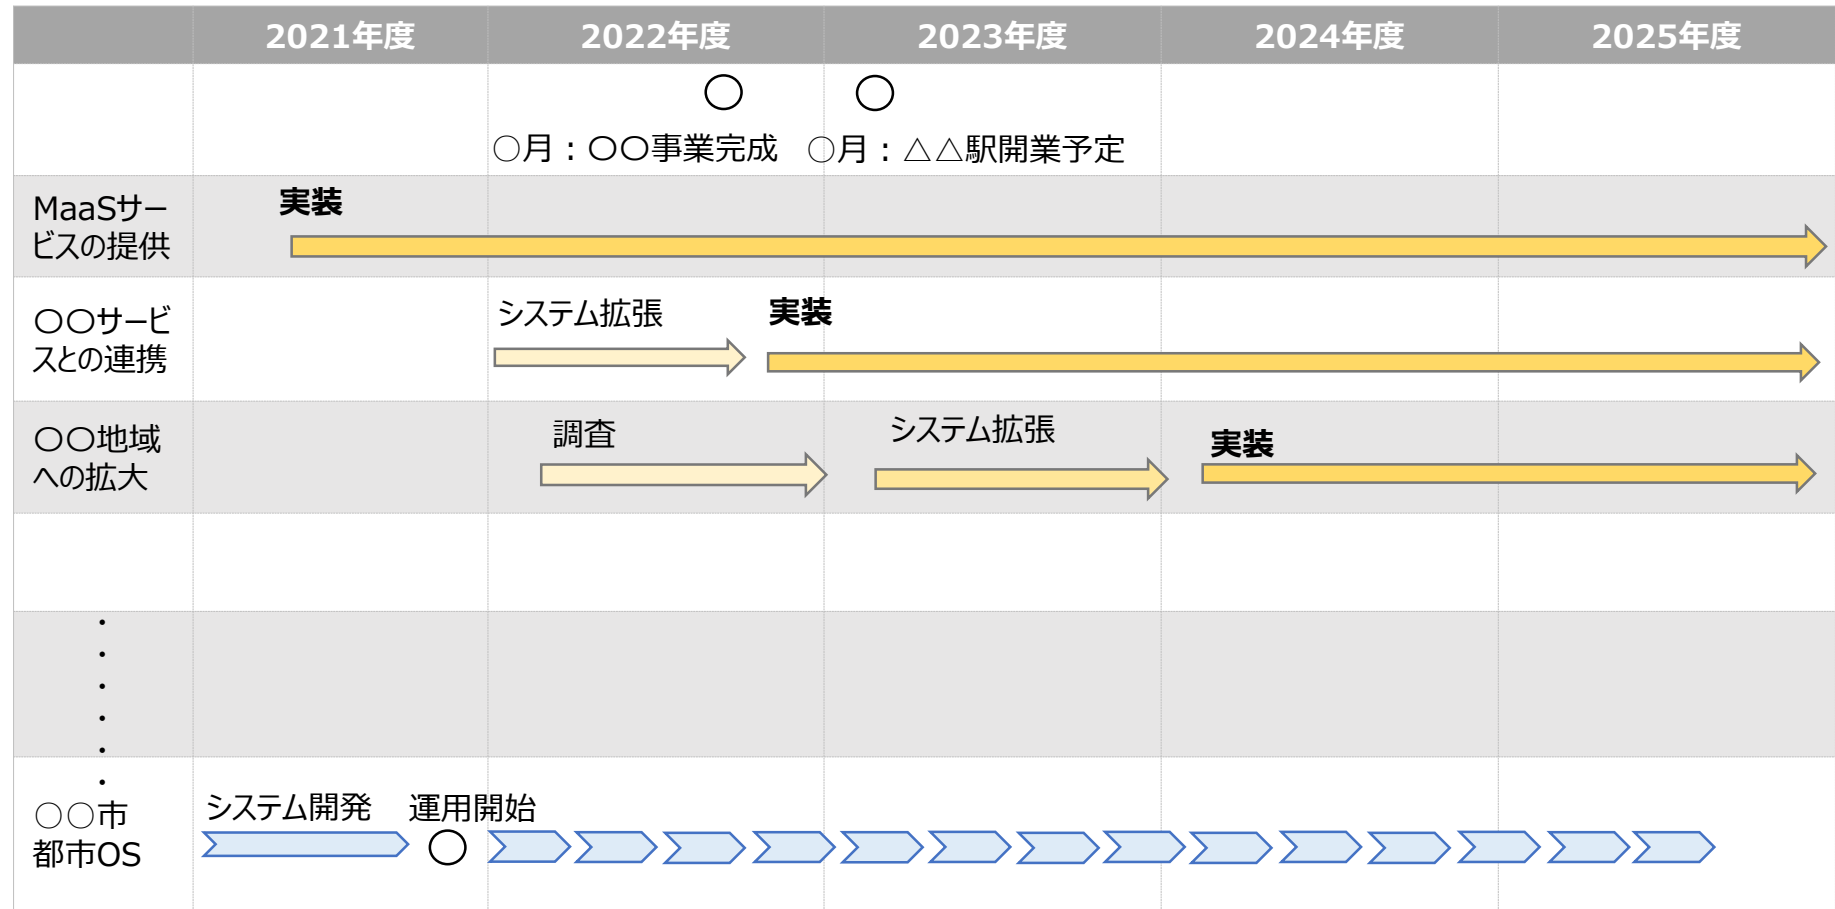 2021年度
2022年度
2023年度
2024年度
2025年度
○月：〇〇事業完成
○月：△△駅開業予定
MaaSサー
ビスの提供
実装
〇〇サービ
スとの連携
システム拡張
実装
〇〇地域
への拡大
調査
システム拡張
実装
・
・
・
・
・
・
○○市
都市OS
システム開発
運用開始